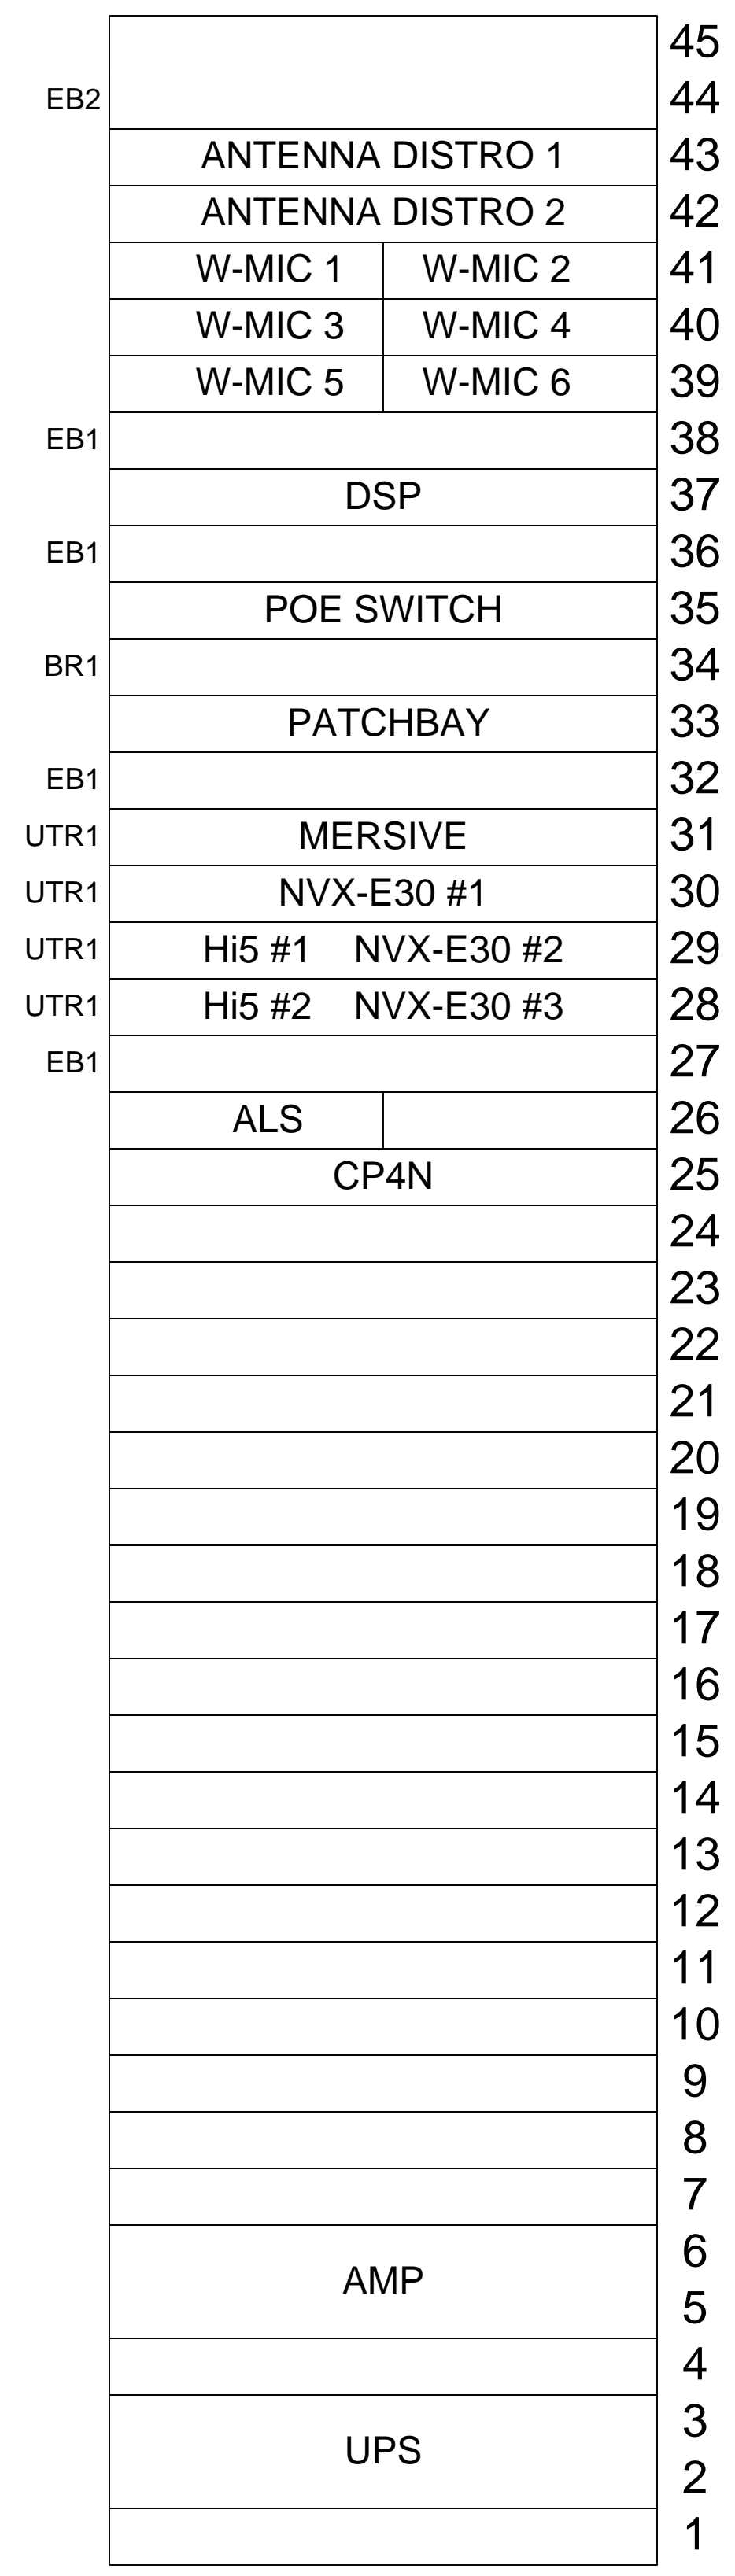 45
EB2 44
ANTENNA DISTRO 1 43
ANTENNA DISTRO 2 42
W-MIC 1 W-MIC 2 41
W-MIC 3 W-MIC 4 40
W-MIC 5 W-MIC 6 39
EB1 38
DSP 37
EB1 36
POE SWITCH 35
BR1 34
PATCHBAY 33
EB1 32
UTR1 MERSIVE 31
UTR1 NVX-E30 #1 30
UTR1 Hi5 #1 NVX-E30 #2 29
UTR1 Hi5 #2 NVX-E30 #3 28
EB1 27
ALS 26
CP4N 25
24
23
22
21
20
19
18
17
16
15
14
13
12
11
10
9
8
7
6
AMP
5
4
3
UPS
2
1